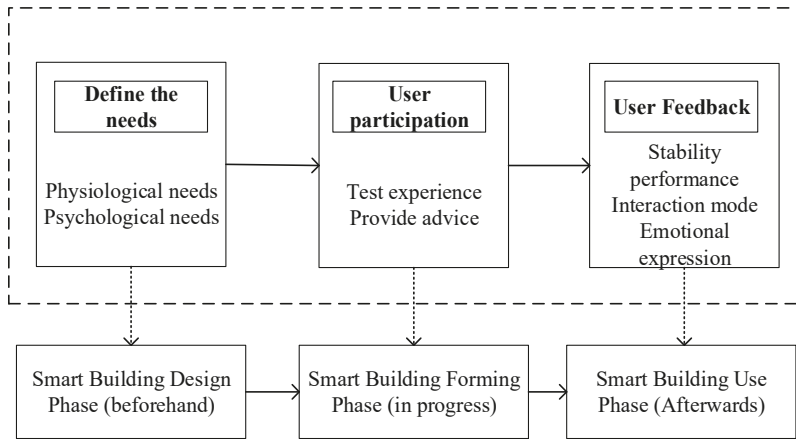 Define the
needs
Physiological needs
Psychological needs
User
participation
Test experience
Provide advice
User Feedback
Stability
performance
Interaction mode
Emotional
expression
Smart Building Design
Phase (beforehand)
Smart Building Forming
Phase (in progress)
Smart Building Use
Phase (Afterwards)